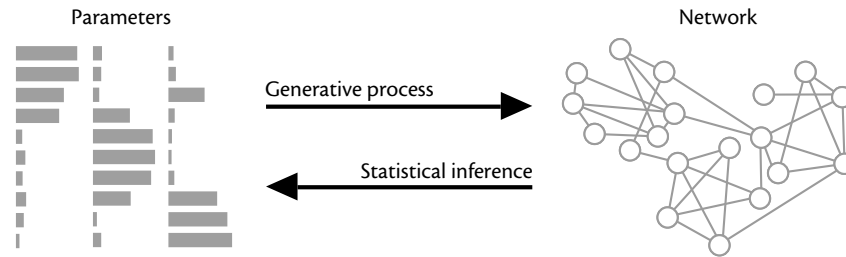 Parameters
Network
Generative process
Statistical inference